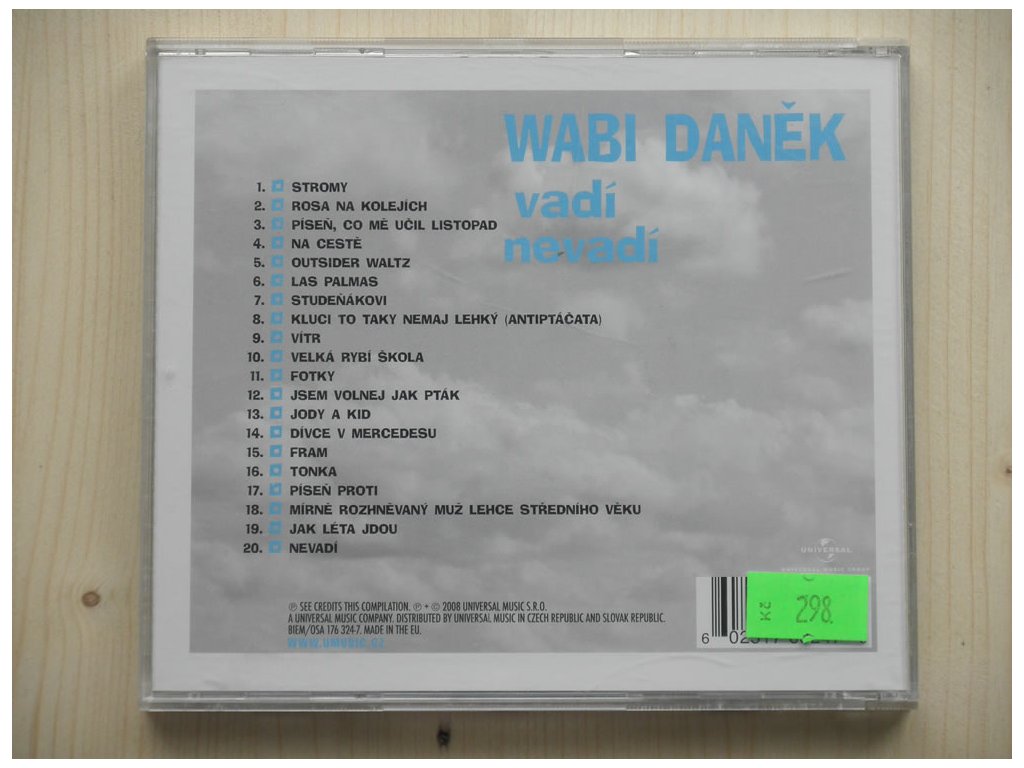 WABI DANĚK
vadí
nevadí
1. STROMY
2. ROSA NA KOLEJÍCH
3. PÍSEŇ, CO MĚ UČIL LISTOPAD
4. NA CESTĚ
5. OUTSIDER WALTZ
6. LAS PALMAS
7. STUDEŇÁKOVI
8. KLUCI TO TAKY NEMAJ LEHKÝ (ANTIPTÁČATA)
9. VÍTR
10. VELKÁ RYBÍ ŠKOLA
11. FOTKY
12. JSEM VOLNEJ JAK PTÁK
13. JODY A KID
14. DÍVCE V MERCEDESU
15. FRAM
16. TONKA
17. PÍSEŇ PROTI
18. MÍRNĚ ROZHNĚVANÝ MUŽ LEHCE STŘEDNÍHO VĚKU
19. JAK LÉTA JDOU
20. NEVADÍ
UNIVERSAL
UNIVERSAL MUSIC GROUP
℗ SEE CREDITS THIS COMPILATION. ℗ + © 2008 UNIVERSAL MUSIC S.R.O.
A UNIVERSAL MUSIC COMPANY. DISTRIBUTED BY UNIVERSAL MUSIC IN CZECH REPUBLIC AND SLOVAK REPUBLIC.
BIEM/OSA 176 324-7. MADE IN THE EU.
WWW.UMUSIC.CZ
Kč 298.
6